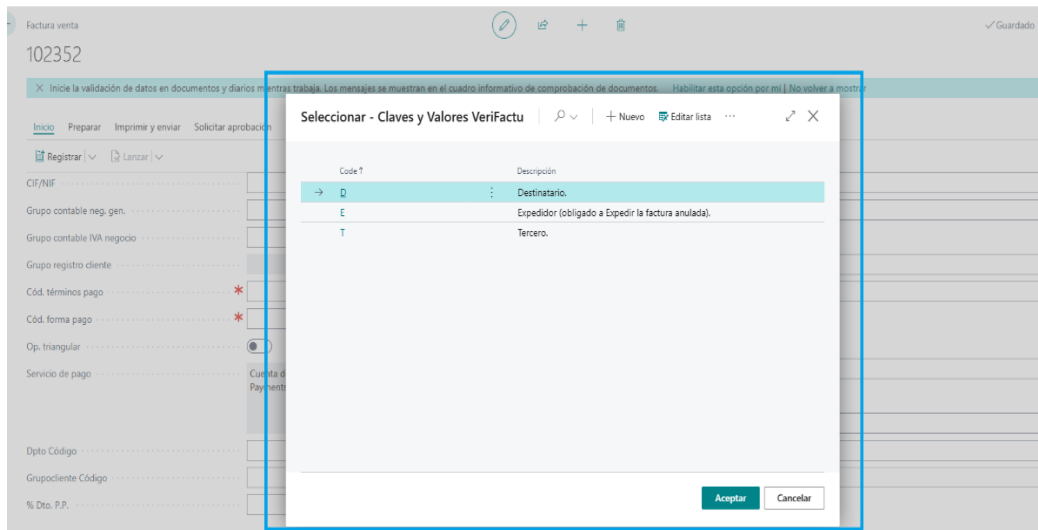 Factura venta
✓ Guardado
102352
Inicie la validación de datos en documentos y diarios mientras trabaja. Los mensajes se muestran en el cuadro informativo de comprobación de documentos. Habilitar esta opción por mí | No volver a mostrar
Inicio Preparar Imprimir y enviar Solicitar aprobación
Registrar Lanzar
CIF/NIF
Grupo contable neg. gen.
Grupo contable IVA negocio
Grupo registro cliente
Cód. términos pago
Cód. forma pago
Op. triangular
Servicio de pago
Cuenta d
Payments
Dpto Código
Grupocliente Código
% Dto. P.P.
Seleccionar - Claves y Valores VeriFactu
+ Nuevo Editar lista ...
Code ↑ Descripción
→ D Destinatario.
E Expedidor (obligado a Expedir la factura anulada).
T Tercero.
Aceptar Cancelar